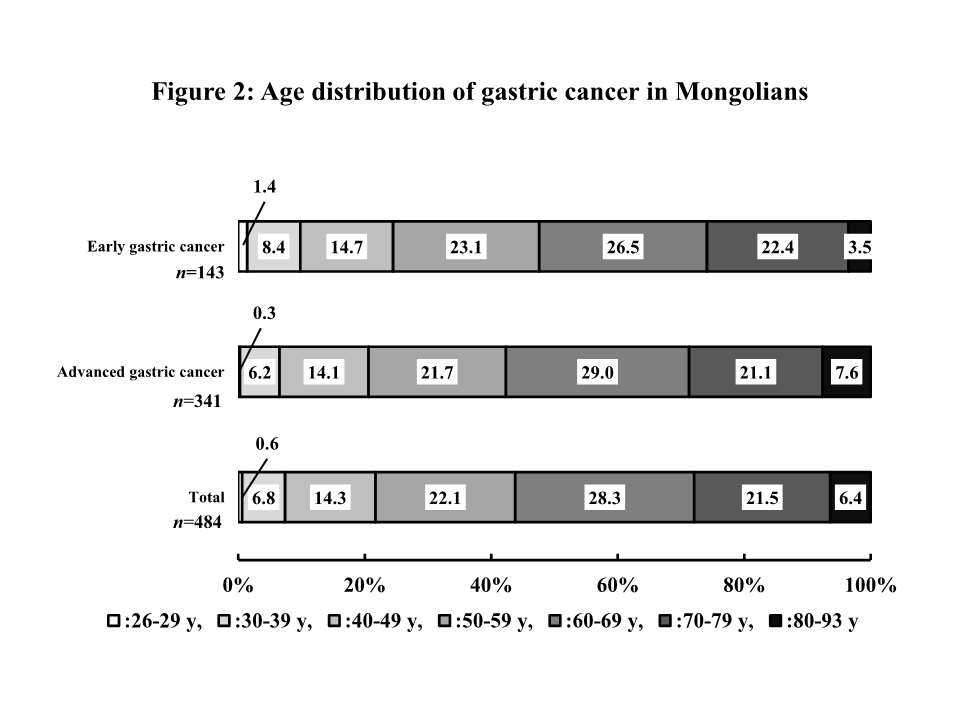 Figure 2: Age distribution of gastric cancer in Mongolians
1.4
Early gastric cancer
n=143
8.4 14.7 23.1 26.5 22.4 3.5
0.3
Advanced gastric cancer
n=341
6.2 14.1 21.7 29.0 21.1 7.6
0.6
Total
n=484
6.8 14.3 22.1 28.3 21.5 6.4
0% 20% 40% 60% 80% 100%
:26-29 y, :30-39 y, :40-49 y, :50-59 y, :60-69 y, :70-79 y, :80-93 y